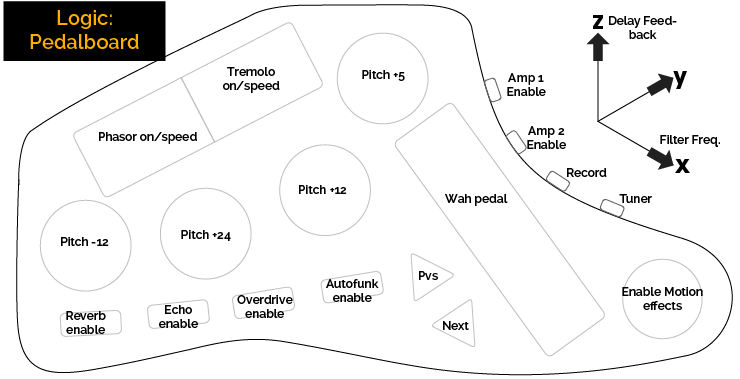 Logic:
Pedalboard
z
Delay Feed-
back
y
Filter Freq.
x
Tremolo
on/speed
Phasor on/speed
Pitch +5
Amp 1
Enable
Amp 2
Enable
Record
Tuner
Pitch +12
Wah pedal
Pitch -12
Pitch +24
Pvs
Next
Autofunk
enable
Overdrive
enable
Echo
enable
Reverb
enable
Enable Motion
effects